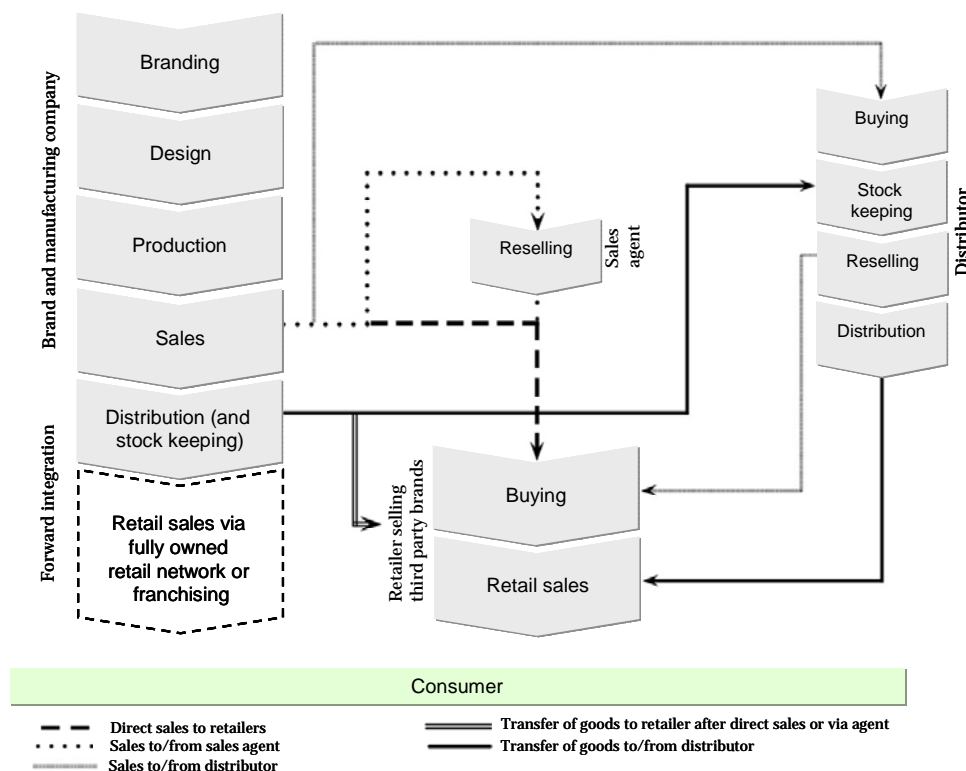 Brand and manufacturing company
Branding
Design
Production
Sales
Forward integration
Distribution (and
stock keeping)
Retail sales via
fully owned
retail network or
franchising
Reselling
Sales
agent
Retailer selling
third party brands
Buying
Retail sales
Buying
Stock
keeping
Reselling
Distribution
Distributor
Consumer
Direct sales to retailers
Sales to/from sales agent
Sales to/from distributor
Transfer of goods to retailer after direct sales or via agent
Transfer of goods to/from distributor